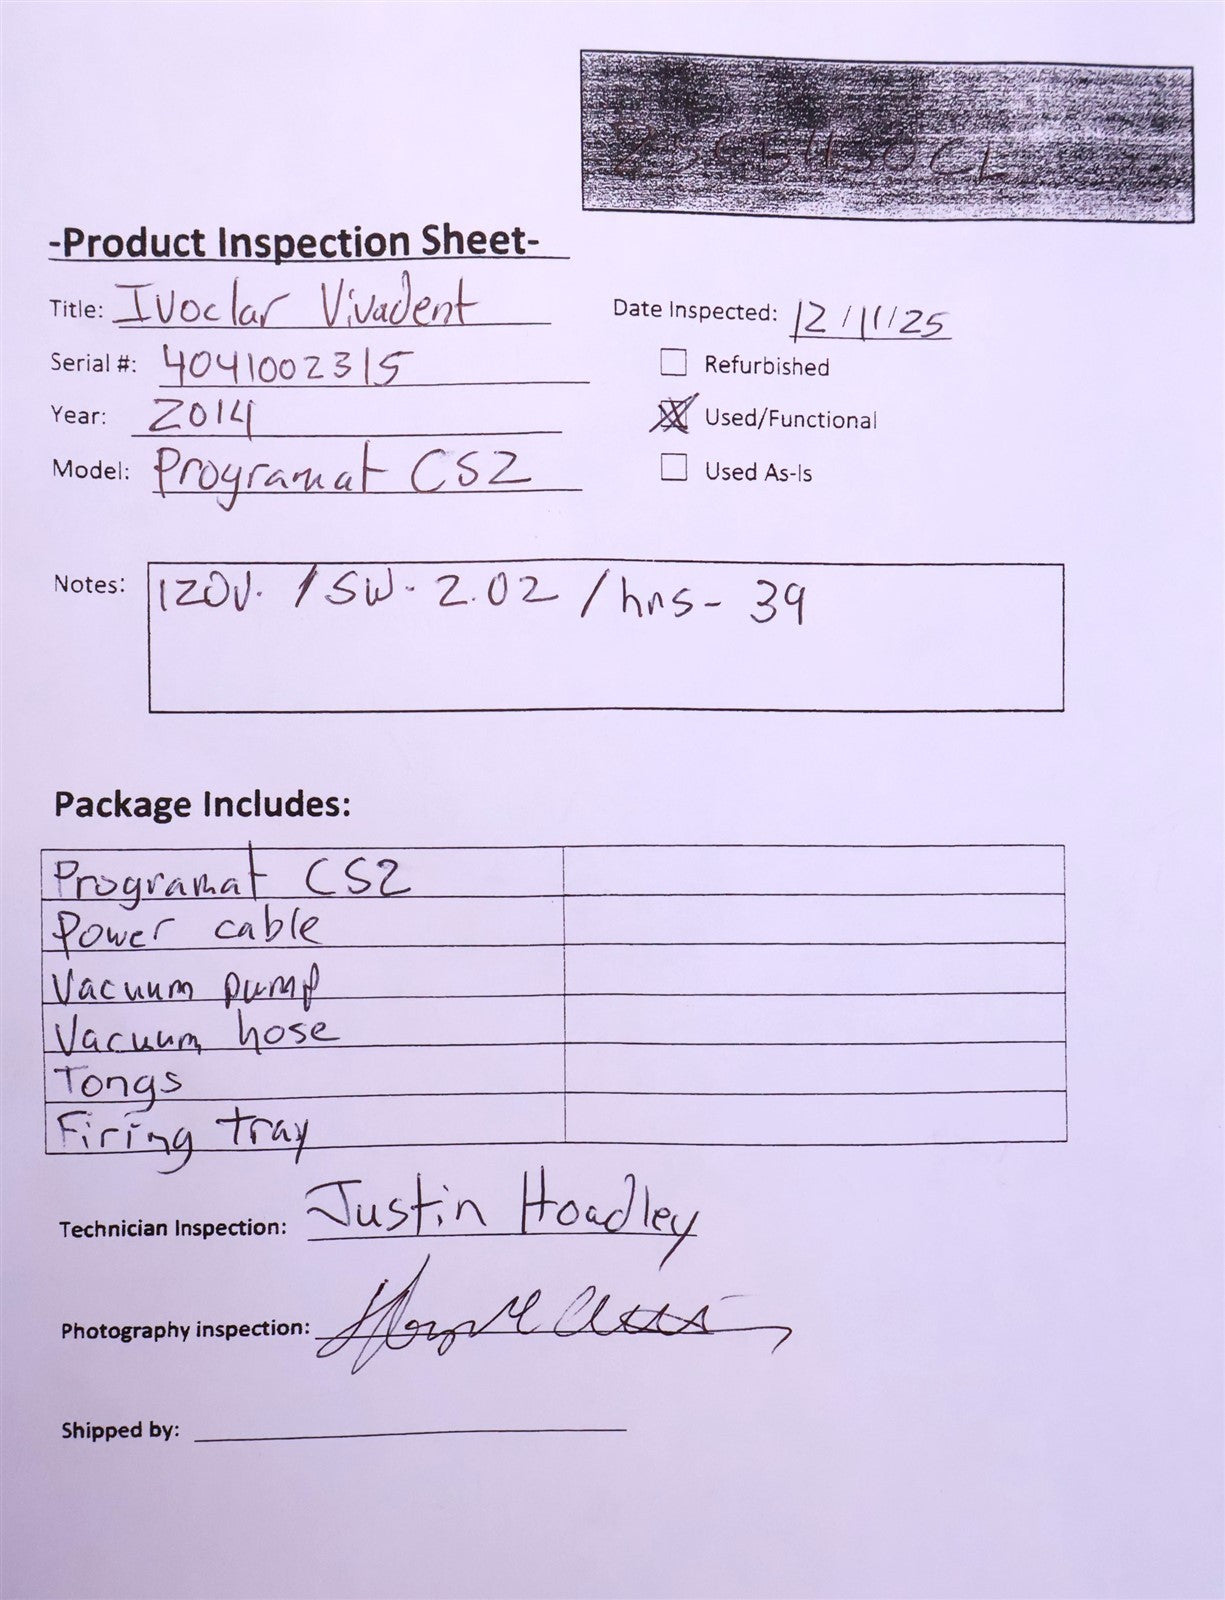 -Product Inspection Sheet-
Title: Ivoclar Vivadent
Date Inspected: 12/11/25
Serial #: 4041002315
Refurbished
Year: 2014
Used/Functional
Model: Programat CS2
Used As-Is
Notes: 120V. / SW- 2.02 / hrs- 39
Package Includes:
Programat CS2
Power cable
Vacuum pump
Vacuum hose
Tongs
Firing tray
Technician Inspection: Justin Hoadley
Photography inspection:
Shipped by: